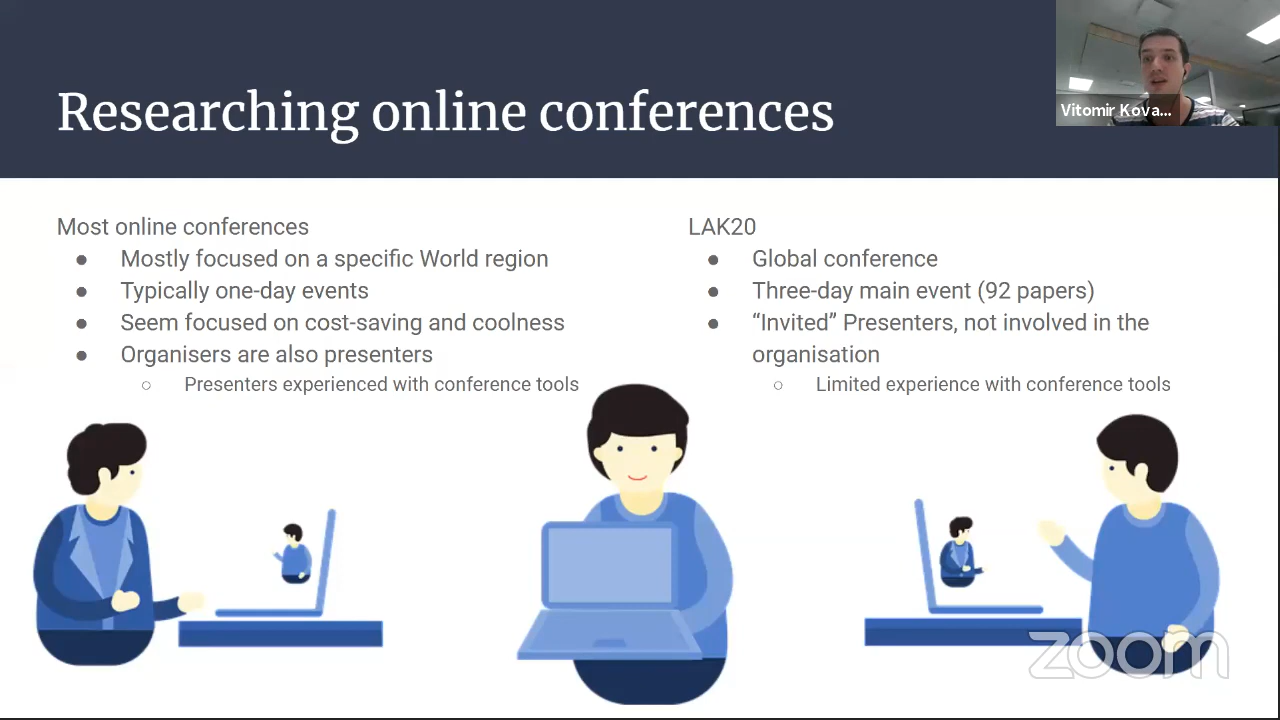 Researching online conferences
Vitomir Kova...
Most online conferences
● Mostly focused on a specific World region
● Typically one-day events
● Seem focused on cost-saving and coolness
● Organisers are also presenters
○ Presenters experienced with conference tools
LAK20
● Global conference
● Three-day main event (92 papers)
● “Invited” Presenters, not involved in the
organisation
○ Limited experience with conference tools
zoom